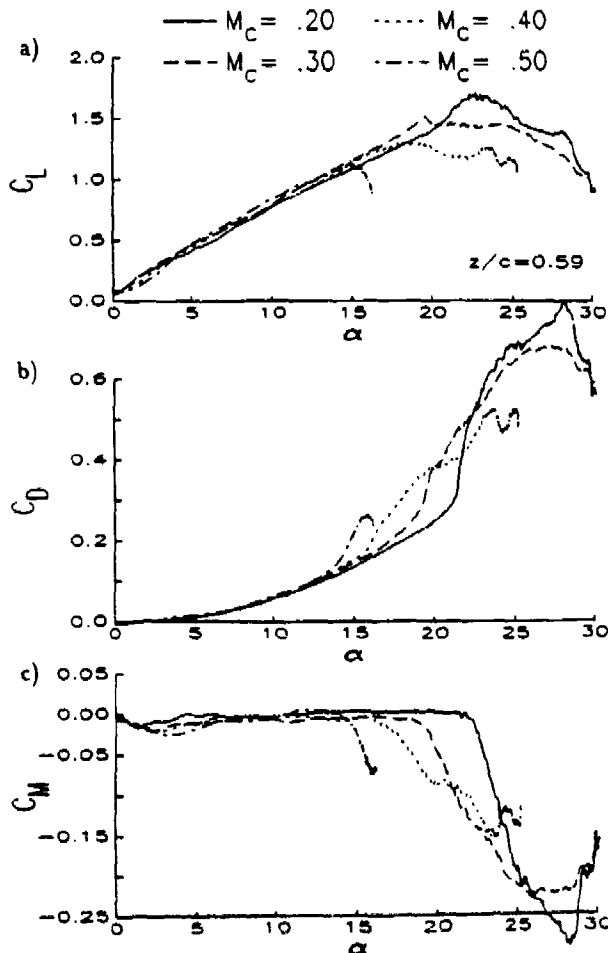 a)
M_C = .20
M_C = .40
M_C = .30
M_C = .50
2.0
1.5
1.0
0.5
0.0
C_L
z/c=0.59
0 5 10 15 20 25 30
α
b)
0.6
0.4
0.2
0.0
C_D
0 5 10 15 20 25 30
α
c)
0.05
0.00
-0.05
-0.15
-0.25
C_M
0 5 10 15 20 25 30
α